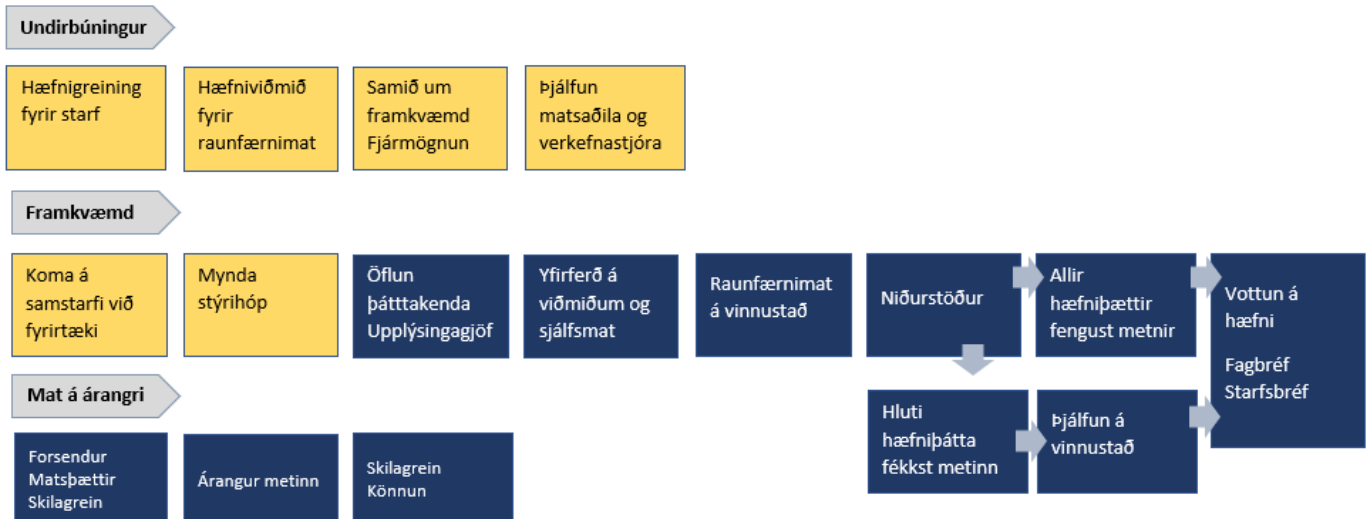 Undirbúningur
Hæfnigreining
fyrir starf
Hæfniviðmið
fyrir
raunfærnimat
Samið um
framkvæmd
Fjármögnun
Þjálfun
matsaðila og
verkefnastjóra
Framkvæmd
Koma á
samstarfi við
fyrirtæki
Mynda
stýrihóp
Öflun
þátttakenda
Upplýsingagjöf
Yfirferð á
viðmiðum og
sjálfsmat
Raunfærnimat
á vinnustað
Niðurstöður
Allir
hæfniþættir
fengust metnir
Vottun á
hæfni
Fagbréf
Starfsbréf
Hluti
hæfniþátta
fékkst metinn
Þjálfun á
vinnustað
Mat á árangri
Forsendur
Matsþættir
Skilagrein
Árangur metinn
Skilagrein
Könnun